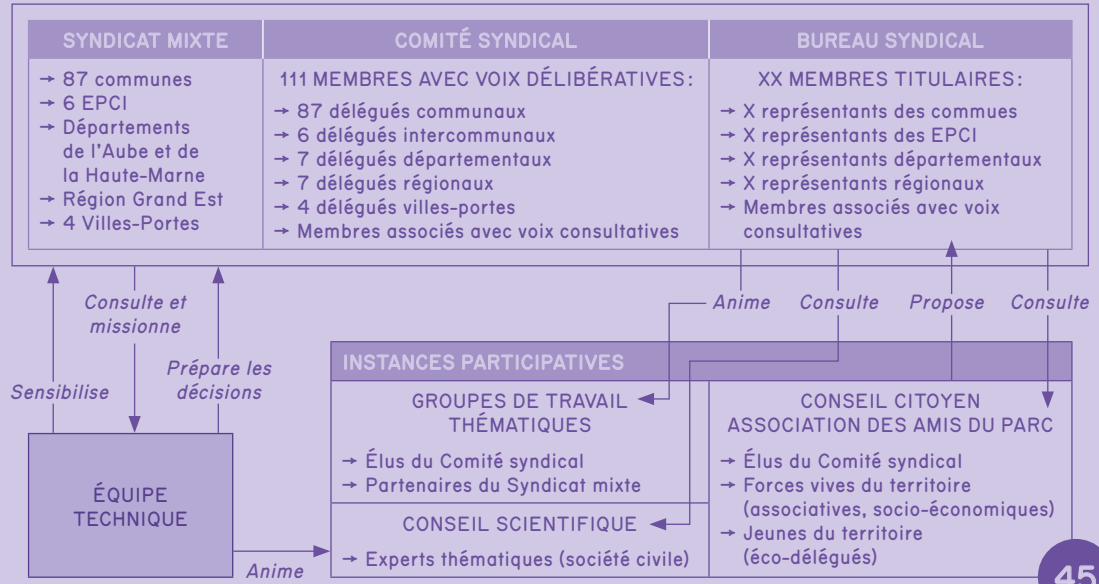 SYNDICAT MIXTE
→ 87 communes
→ 6 EPCI
→ Départements
de l'Aube et de
la Haute-Marne
→ Région Grand Est
→ 4 Villes-Portes
COMITÉ SYNDICAL
111 MEMBRES AVEC VOIX DÉLIBÉRATIVES:
→ 87 délégués communaux
→ 6 délégués intercommunaux
→ 7 délégués départementaux
→ 7 délégués régionaux
→ 4 délégués villes-portes
→ Membres associés avec voix consultatives
BUREAU SYNDICAL
XX MEMBRES TITULAIRES:
→ X représentants des commues
→ X représentants des EPCI
→ X représentants départementaux
→ X représentants régionaux
→ Membres associés avec voix
consultatives
Sensibilise
Consulte et
missionne
Prépare les
décisions
Anime
Consulte
Propose
Consulte
ÉQUIPE
TECHNIQUE
Anime
INSTANCES PARTICIPATIVES
GROUPES DE TRAVAIL
THÉMATIQUES
→ Élus du Comité syndical
→ Partenaires du Syndicat mixte
CONSEIL SCIENTIFIQUE
→ Experts thématiques (société civile)
CONSEIL CITOYEN
ASSOCIATION DES AMIS DU PARC
→ Élus du Comité syndical
→ Forces vives du territoire
(associatives, socio-économiques)
→ Jeunes du territoire
(éco-délégués)
45